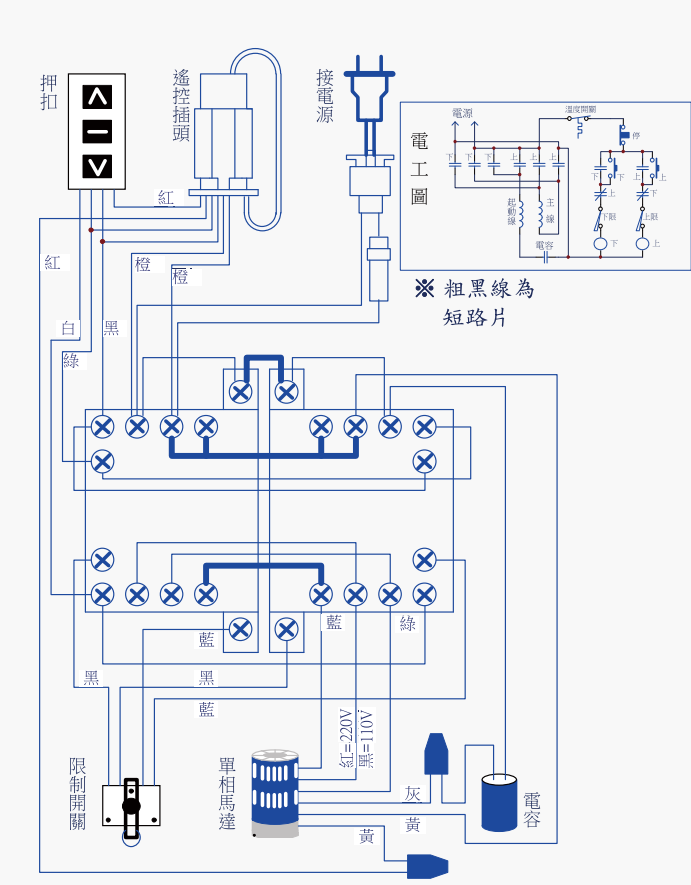 押扣
遙控插頭
接電源
電工圖
電源
溫度開關
停
下
下
下
上
上
上
下
下
上
上
上
下
起動線
主線
下限
上限
電容
下
上
※ 粗黑線為
短路片
紅
紅
橙
橙
白
黑
綠
藍
藍
綠
黑
黑
藍
紅=220V
黑=110V
限制開關
單相馬達
灰
黃
黃
電容